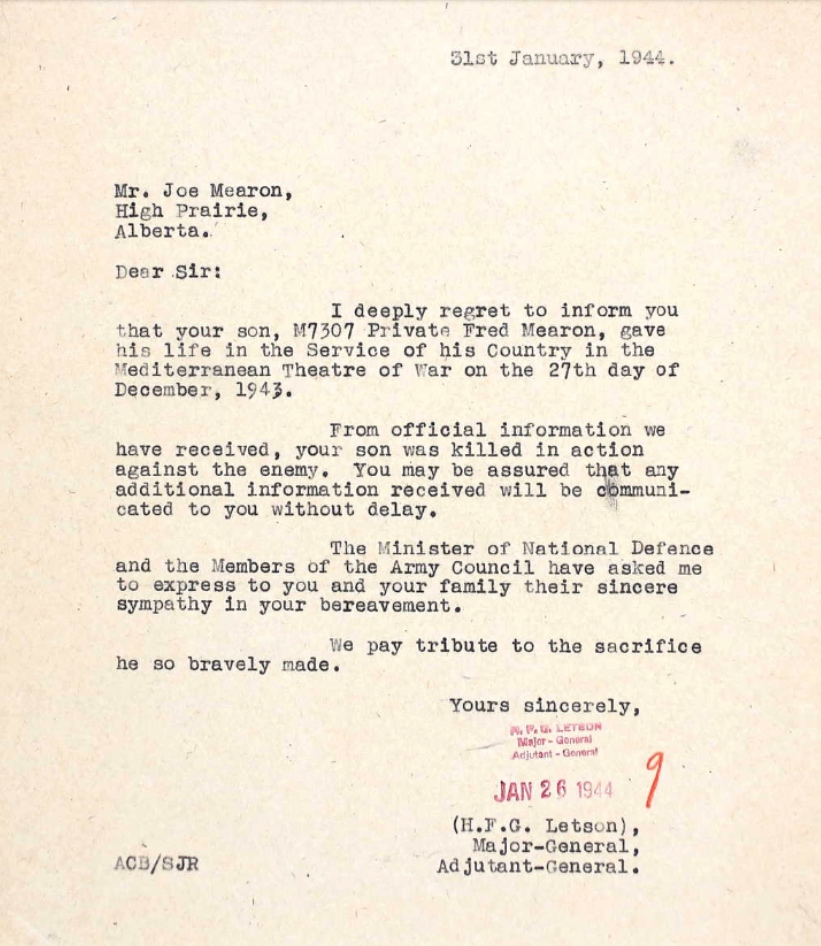 31st January, 1944.
Mr. Joe Mearon,
High Prairie,
Alberta.
Dear Sir:
I deeply regret to inform you
that your son, M7307 Private Fred Mearon, gave
his life in the Service of his Country in the
Mediterranean Theatre of War on the 27th day of
December, 1943.
From official information we
have received, your son was killed in action
against the enemy. You may be assured that any
additional information received will be communi-
cated to you without delay.
The Minister of National Defence
and the Members of the Army Council have asked me
to express to you and your family their sincere
sympathy in your bereavement.
We pay tribute to the sacrifice
he so bravely made.
Yours sincerely,
H. F. G. LETSON
Major - General
Adjutant - General
JAN 26 1944
9
(H.F.G. Letson),
Major-General,
Adjutant-General.
ACB/SJR